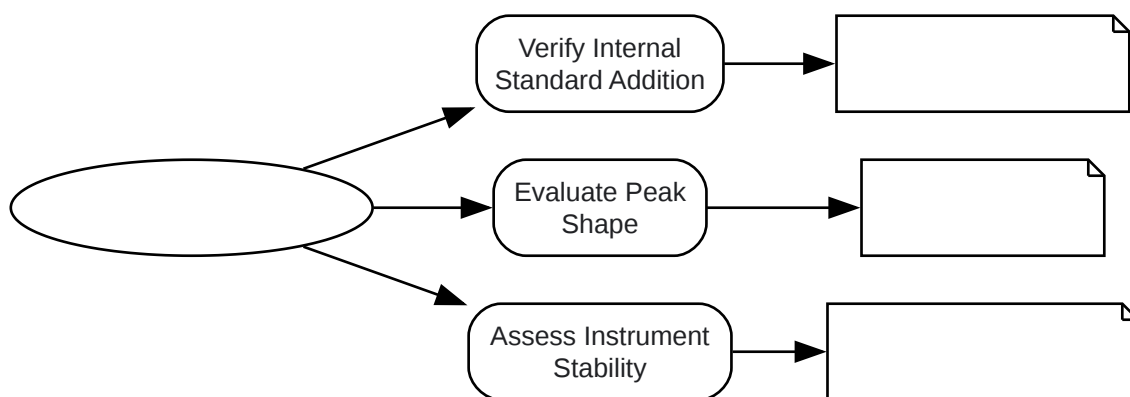 Verify Internal
Standard Addition
Evaluate Peak
Shape
Assess Instrument
Stability